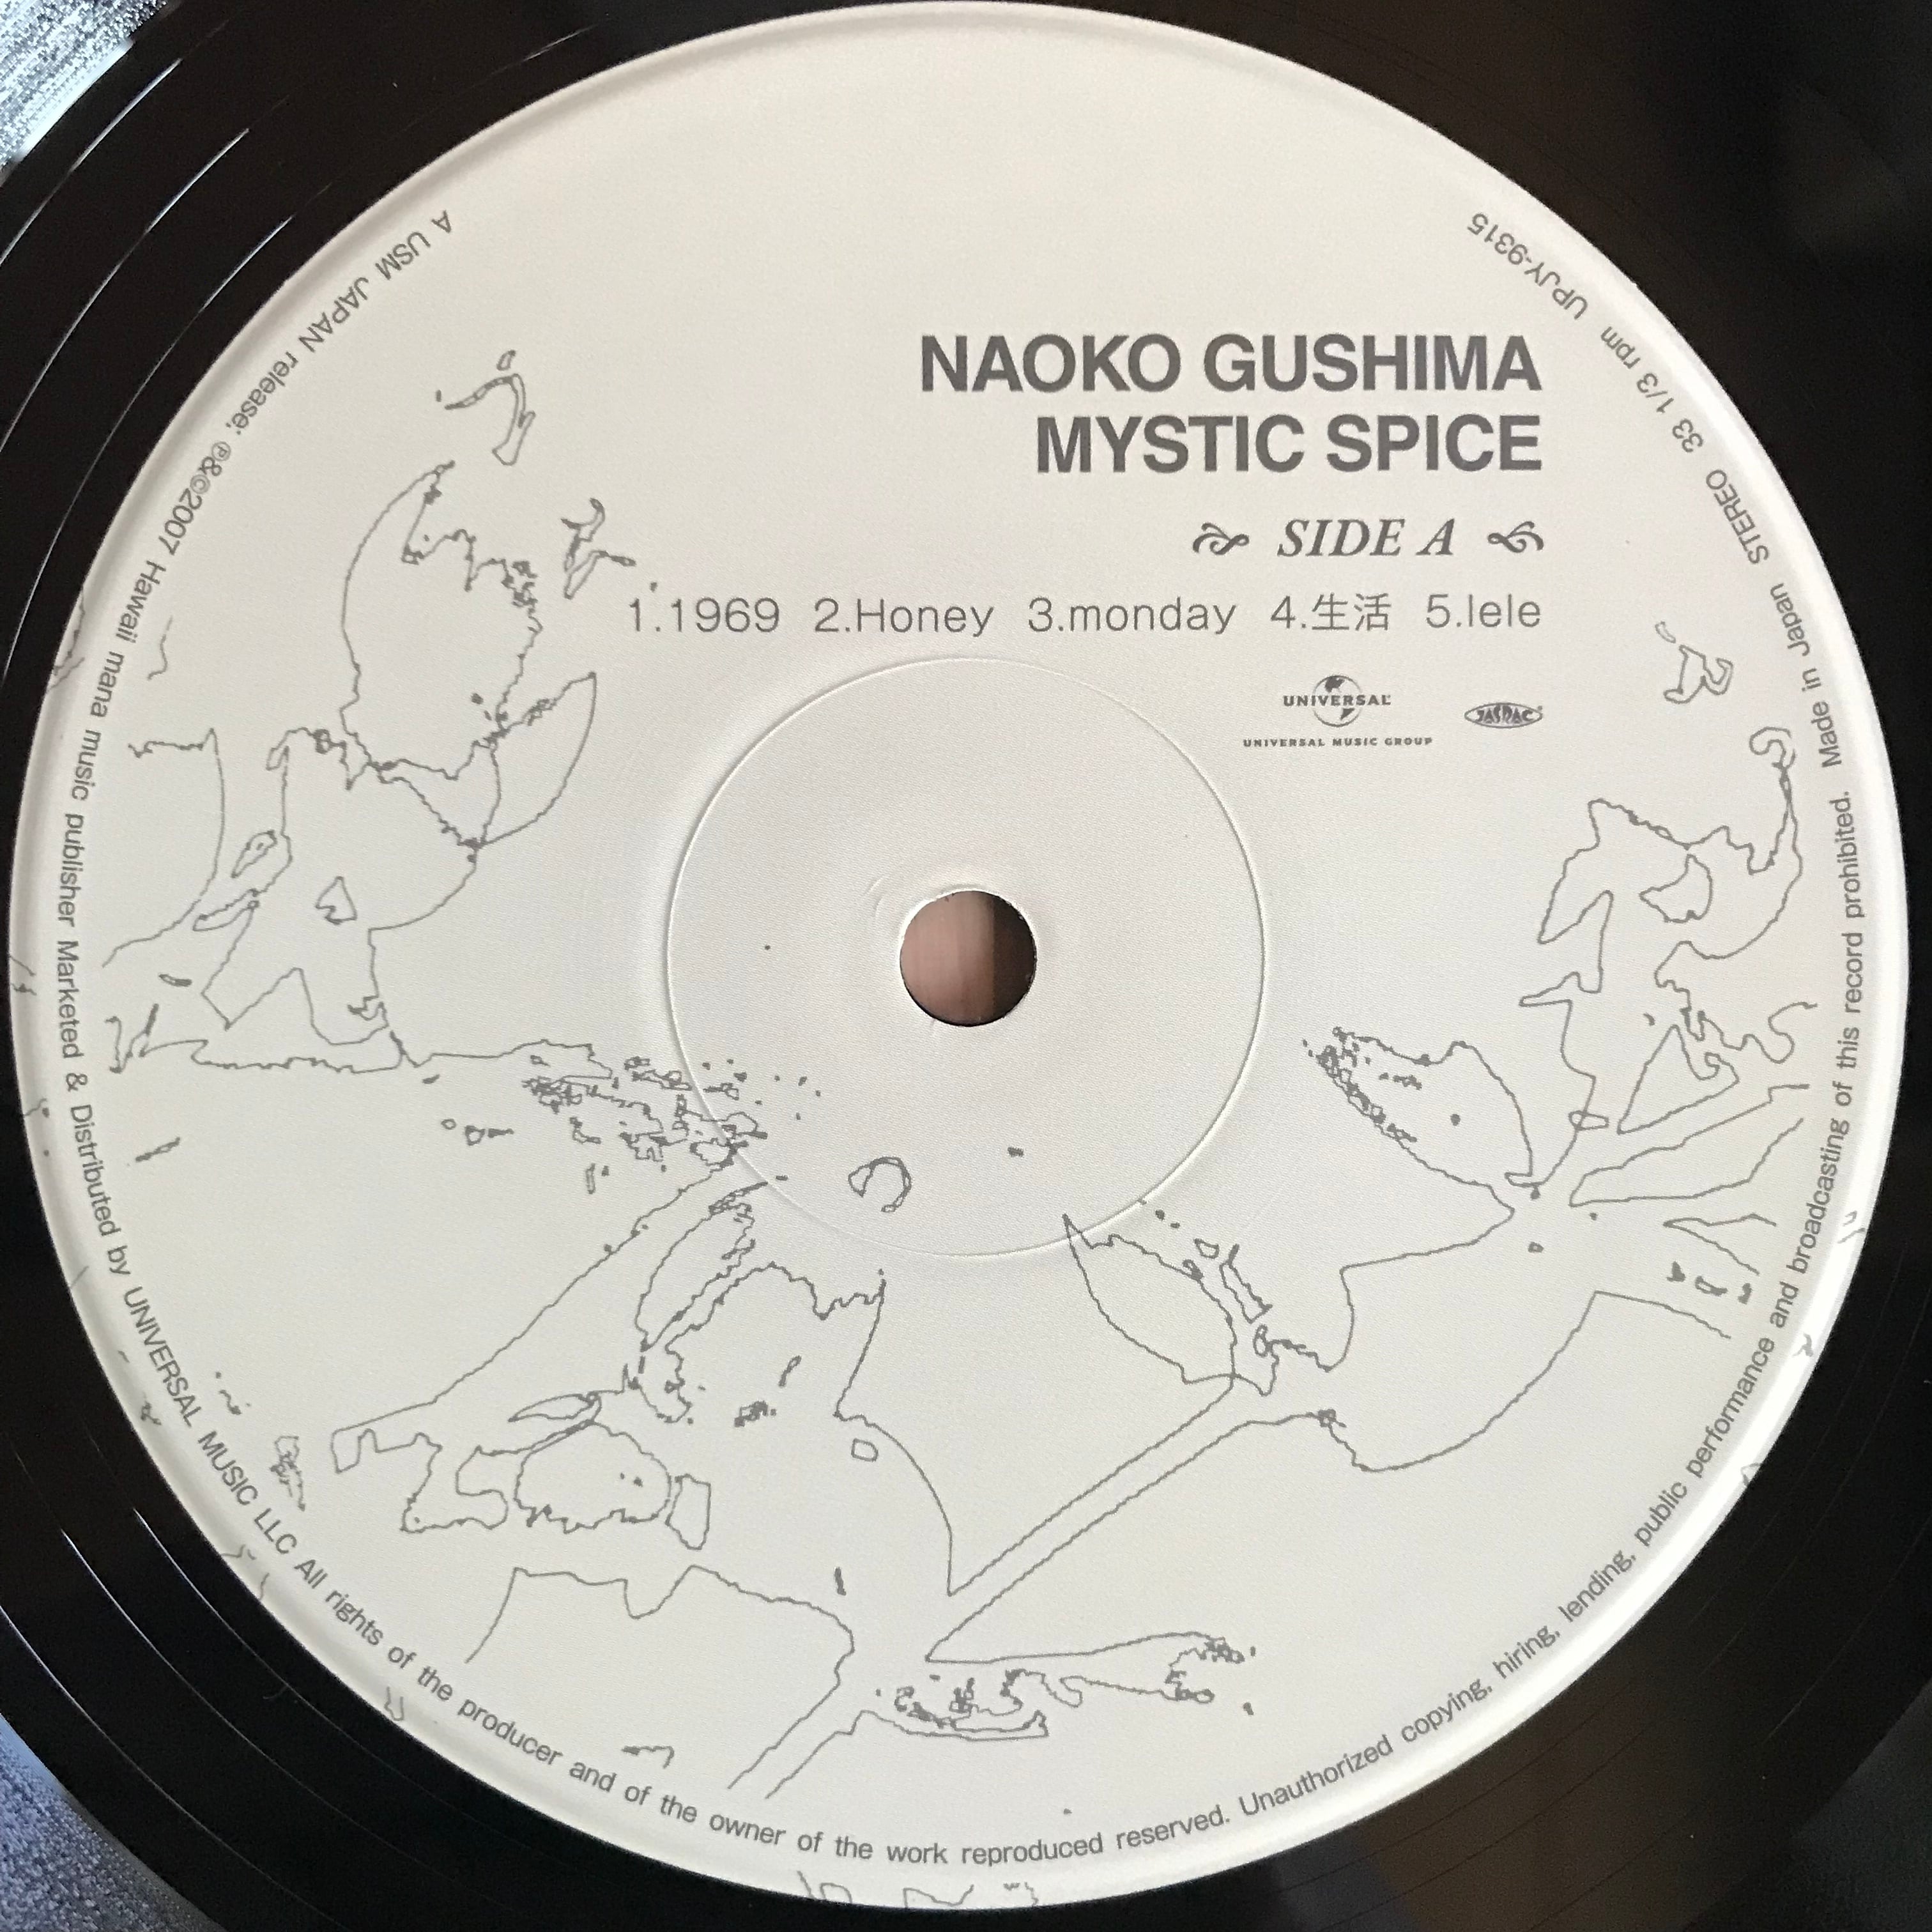 NAOKO GUSHIMA
MYSTIC SPICE
SIDE A
1.1969 2.Honey 3.monday 4.生活 5.lele
UNIVERSAL
UNIVERSAL MUSIC GROUP
JASRAC
A USM JAPAN release; ℗&©2007 Hawaii mana music publisher Marketed & Distributed by UNIVERSAL MUSIC LLC All rights of the producer and of the owner of the work reproduced reserved. Unauthorized copying, hiring, lending, public performance and broadcasting of this record prohibited. Made in Japan STEREO 33 1/3 rpm UPJY-9315